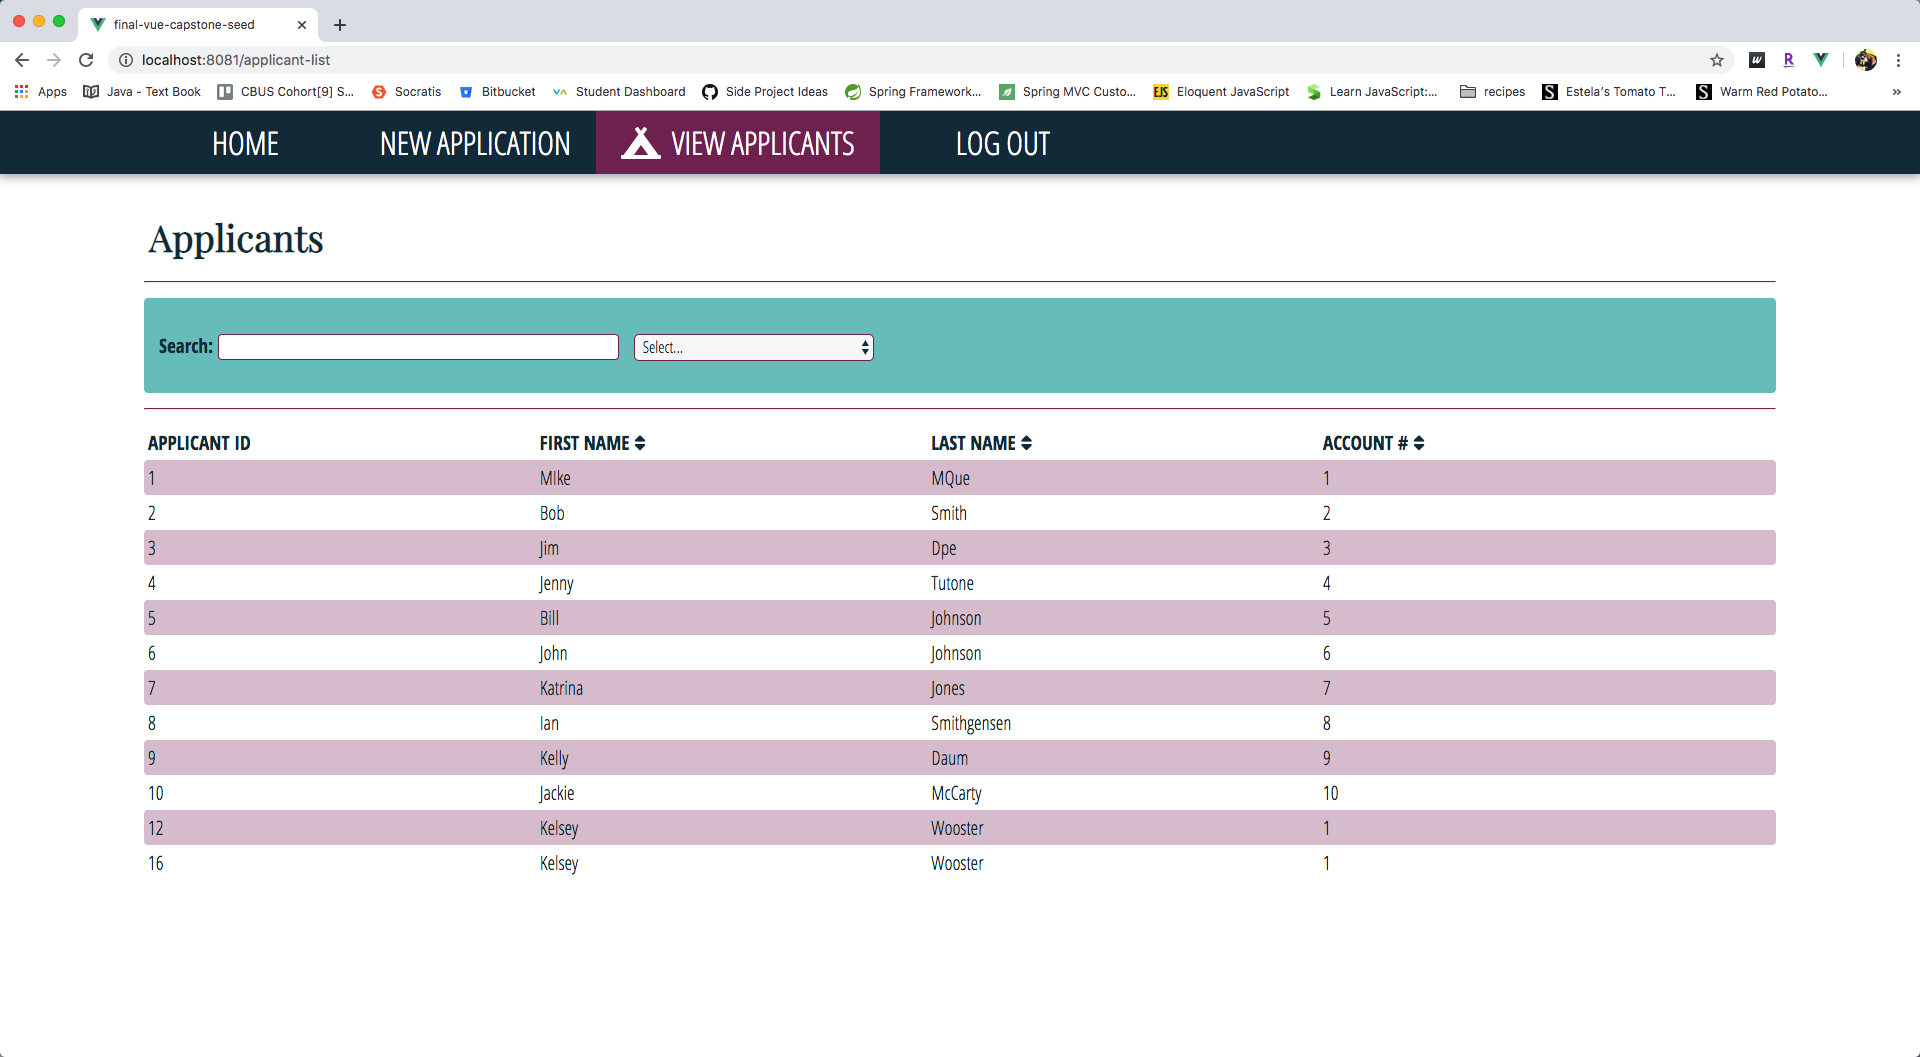 final-vue-capstone-seed
localhost:8081/applicant-list
Apps Java - Text Book CBUS Cohort[9] S... Socratis Bitbucket Student Dashboard Side Project Ideas Spring Framework... Spring MVC Custo... EJS Eloquent JavaScript Learn JavaScript:... recipes S Estela's Tomato T... S Warm Red Potato... »
HOME NEW APPLICATION VIEW APPLICANTS LOG OUT
Applicants
Search: Select...
APPLICANT ID FIRST NAME LAST NAME ACCOUNT #
1 MIke MQue 1
2 Bob Smith 2
3 Jim Dpe 3
4 Jenny Tutone 4
5 Bill Johnson 5
6 John Johnson 6
7 Katrina Jones 7
8 Ian Smithgensen 8
9 Kelly Daum 9
10 Jackie McCarty 10
12 Kelsey Wooster 1
16 Kelsey Wooster 1